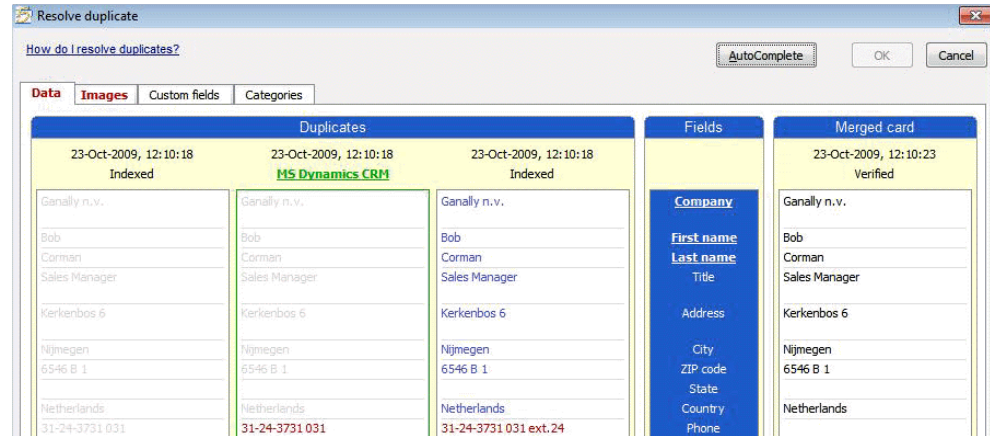 Resolve duplicate
How do I resolve duplicates?
AutoComplete OK Cancel
Data Images Custom fields Categories
Duplicates Fields Merged card
23-Oct-2009, 12:10:18 23-Oct-2009, 12:10:18 23-Oct-2009, 12:10:18 23-Oct-2009, 12:10:23
Indexed MS Dynamics CRM Indexed Verified
Ganally n.v. Ganally n.v. Ganally n.v. Company Ganally n.v.
Bob Bob Bob First name Bob
Corman Corman Corman Last name Corman
Sales Manager Sales Manager Sales Manager Title Sales Manager
Kerkenbos 6 Kerkenbos 6 Kerkenbos 6 Address Kerkenbos 6
Nijmegen Nijmegen Nijmegen City Nijmegen
6546 B 1 6546 B 1 6546 B 1 ZIP code 6546 B 1
State
Netherlands Netherlands Netherlands Country Netherlands
31-24-3731 031 31-24-3731 031 31-24-3731 031 ext.24 Phone